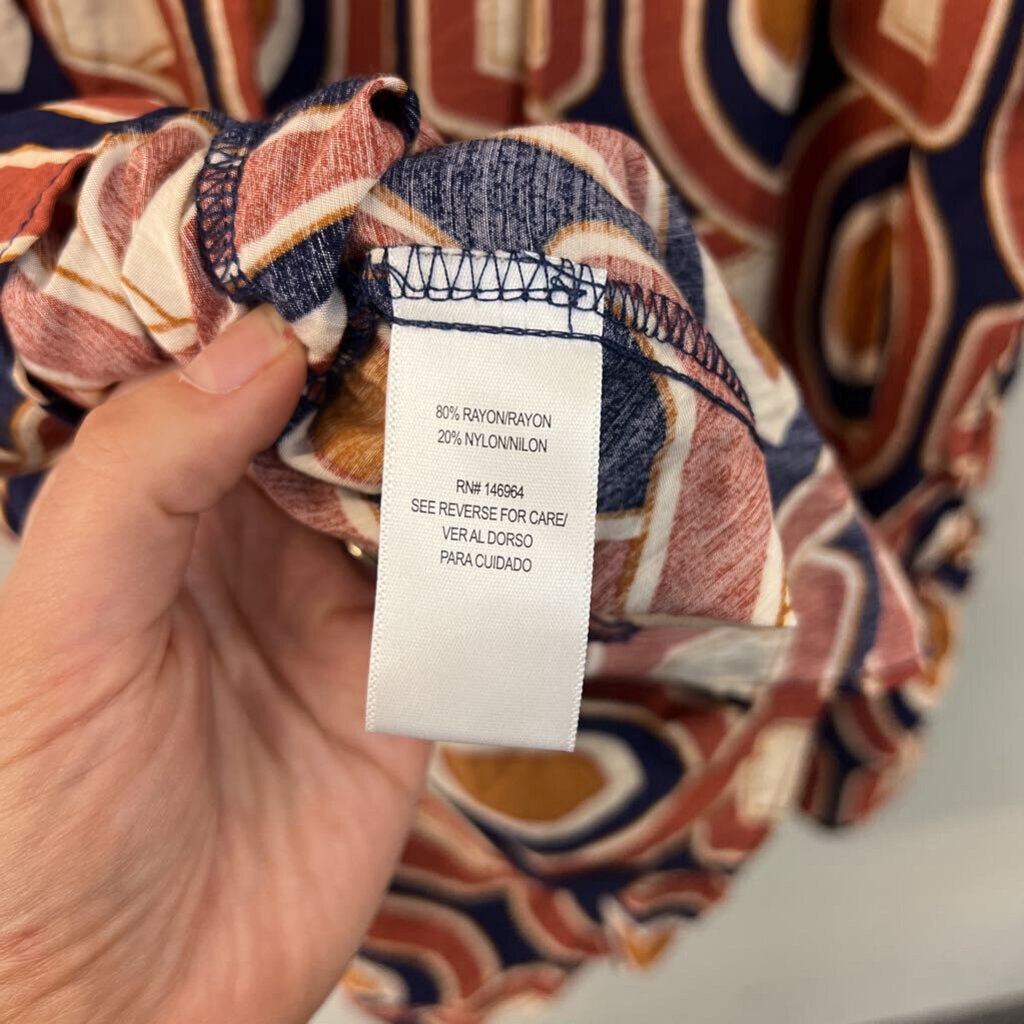 80% RAYON/RAYON
20% NYLON/NILON
RN# 146964
SEE REVERSE FOR CARE/
VER AL DORSO
PARA CUIDADO